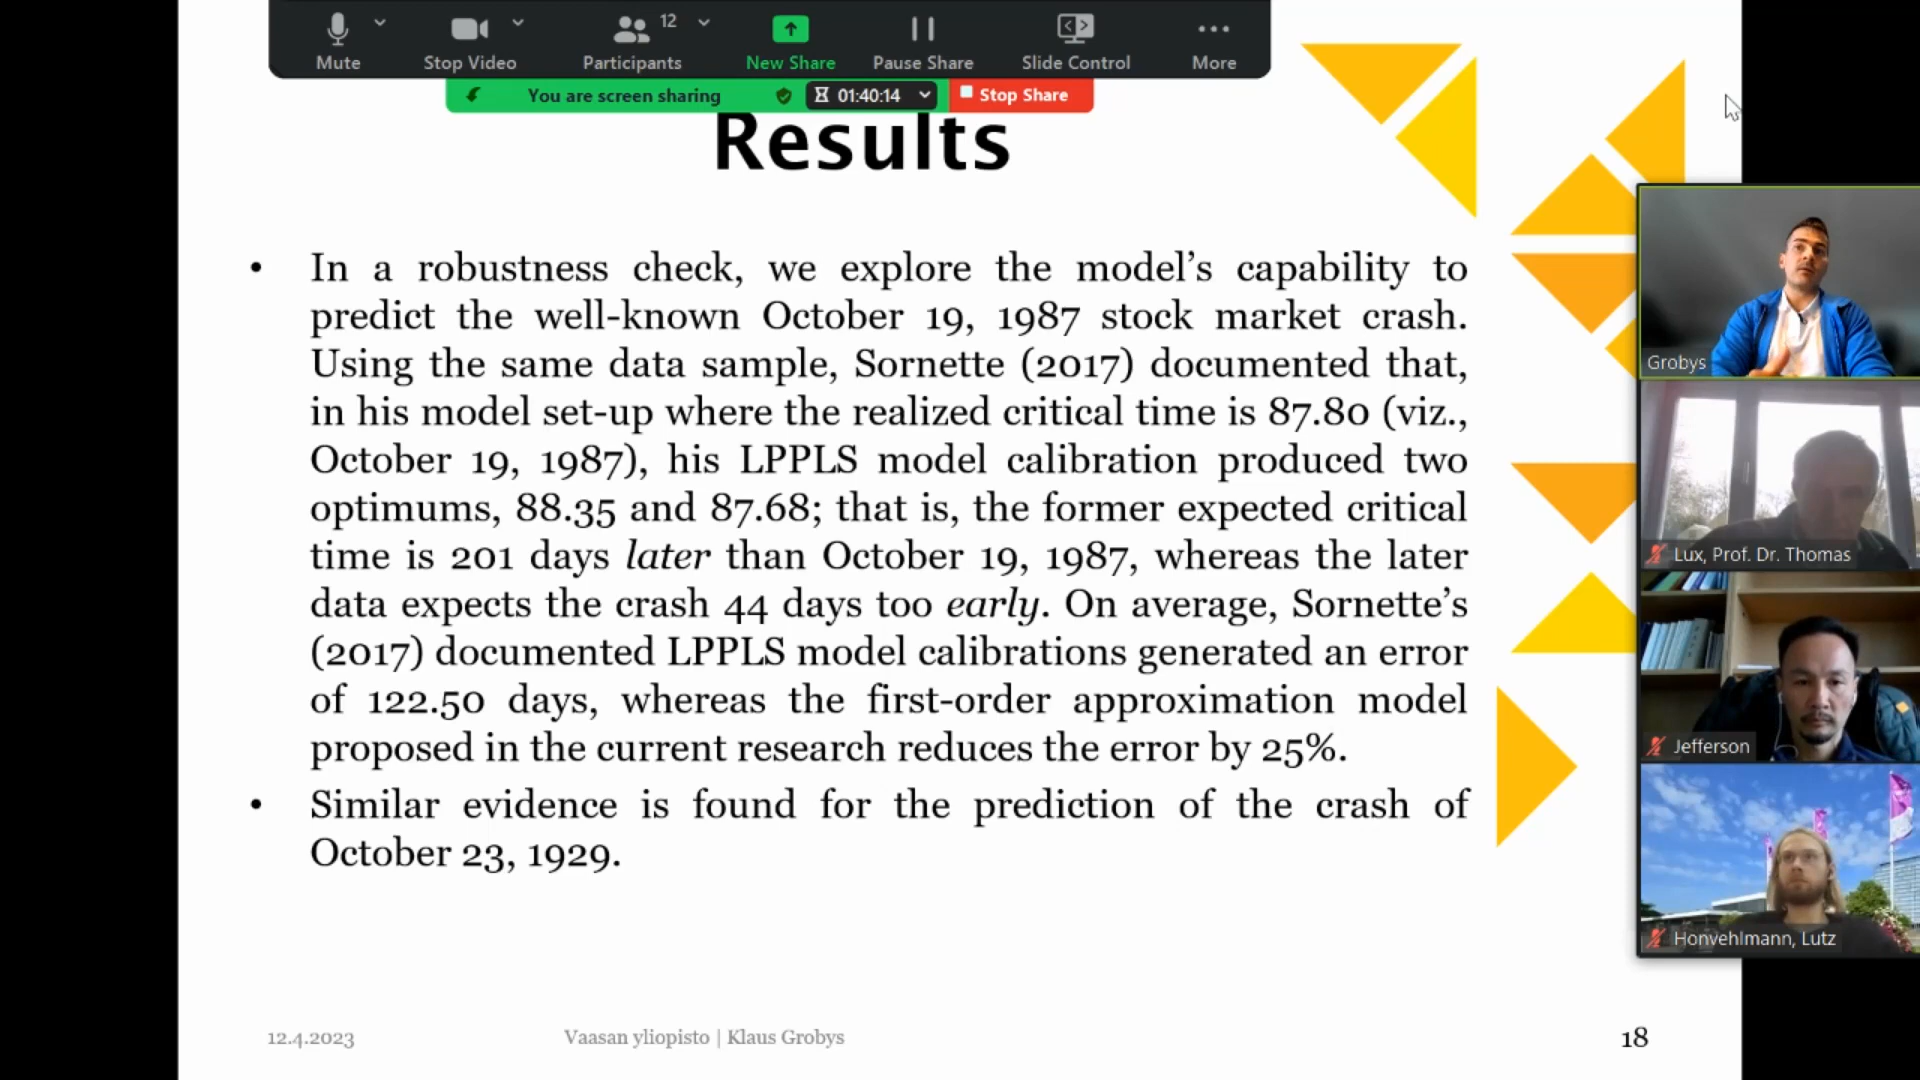 12
Mute
Stop Video
Participants
New Share
Pause Share
Slide Control
More
You are screen sharing
01:40:14
Stop Share
Results
• In a robustness check, we explore the model’s capability to
predict the well-known October 19, 1987 stock market crash.
Using the same data sample, Sornette (2017) documented that,
in his model set-up where the realized critical time is 87.80 (viz.,
October 19, 1987), his LPPLS model calibration produced two
optimums, 88.35 and 87.68; that is, the former expected critical
time is 201 days later than October 19, 1987, whereas the later
data expects the crash 44 days too early. On average, Sornette’s
(2017) documented LPPLS model calibrations generated an error
of 122.50 days, whereas the first-order approximation model
proposed in the current research reduces the error by 25%.
• Similar evidence is found for the prediction of the crash of
October 23, 1929.
Grobys
Lux, Prof. Dr. Thomas
Jefferson
Honvehlmann, Lutz
12.4.2023
Vaasan yliopisto | Klaus Grobys
18